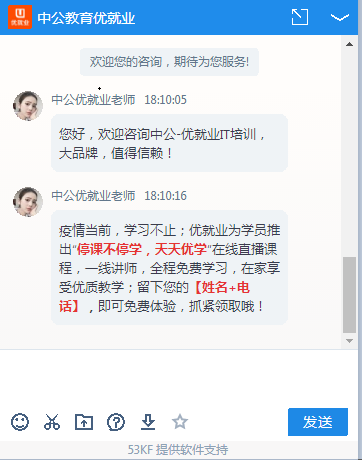 优就业
中公教育优就业
欢迎您的咨询，期待为您服务!
中公优就业老师 18:10:05
您好，欢迎咨询中公-优就业IT培训，
大品牌，值得信赖！
中公优就业老师 18:10:16
疫情当前，学习不止；优就业为学员推
出“停课不停学，天天优学”在线直播课
程，一线讲师，全程免费学习，在家享
受优质教学；留下您的【姓名+电
话】，即可免费体验，抓紧领取哦！
发送
53KF 提供软件支持